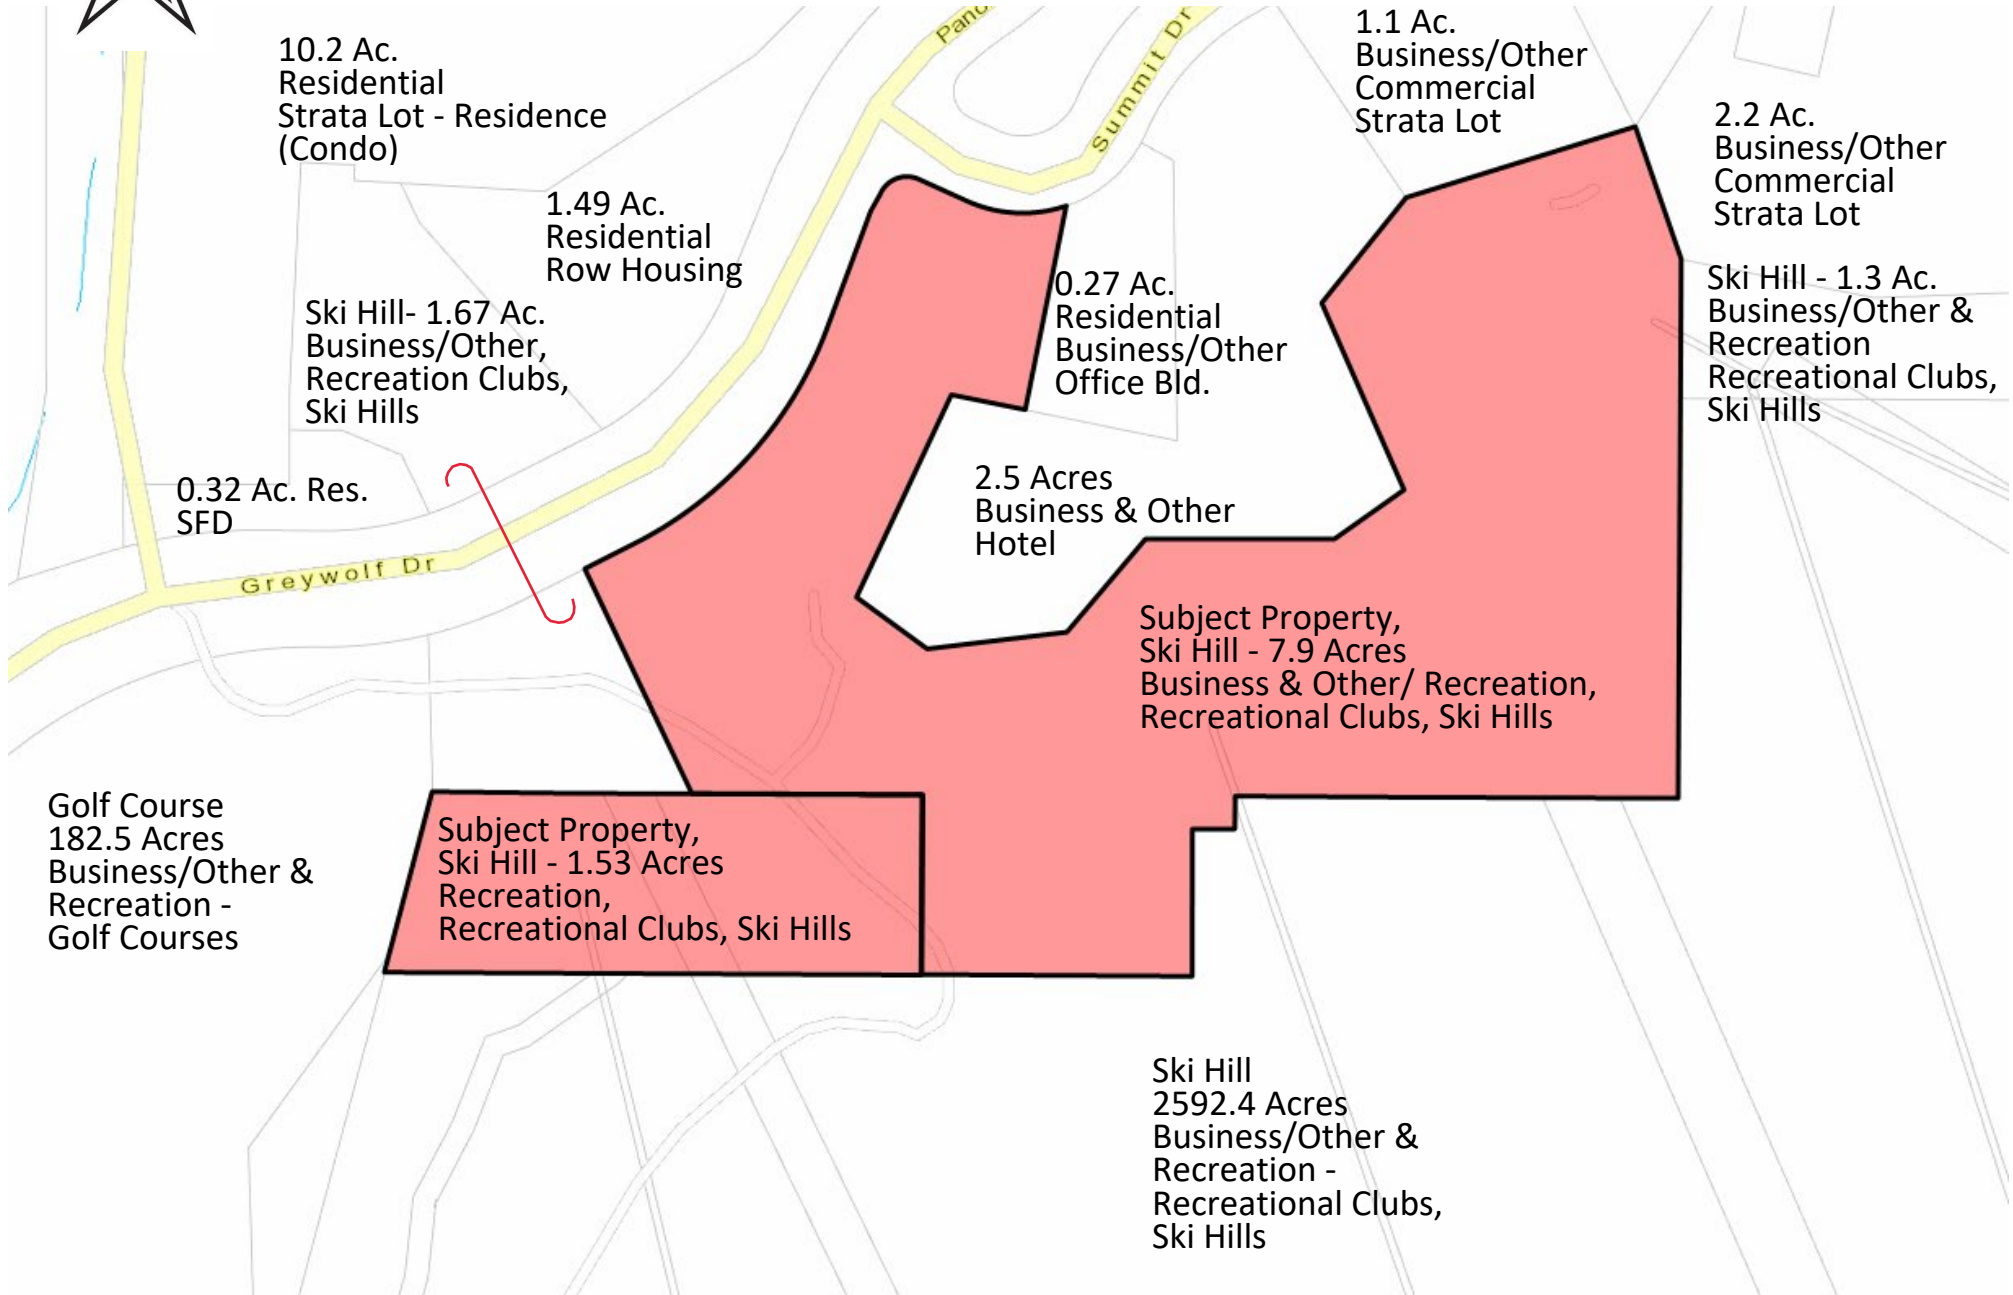 10.2 Ac.
Residential
Strata Lot - Residence
(Condo)
1.49 Ac.
Residential
Row Housing
Ski Hill- 1.67 Ac.
Business/Other,
Recreation Clubs,
Ski Hills
0.32 Ac. Res.
SFD
Greywolf Dr
Summit Dr
1.1 Ac.
Business/Other
Commercial
Strata Lot
2.2 Ac.
Business/Other
Commercial
Strata Lot
Ski Hill - 1.3 Ac.
Business/Other &
Recreation
Recreational Clubs,
Ski Hills
0.27 Ac.
Residential
Business/Other
Office Bld.
2.5 Acres
Business & Other
Hotel
Subject Property,
Ski Hill - 7.9 Acres
Business & Other/ Recreation,
Recreational Clubs, Ski Hills
Golf Course
182.5 Acres
Business/Other &
Recreation -
Golf Courses
Subject Property,
Ski Hill - 1.53 Acres
Recreation,
Recreational Clubs, Ski Hills
Ski Hill
2592.4 Acres
Business/Other &
Recreation -
Recreational Clubs,
Ski Hills